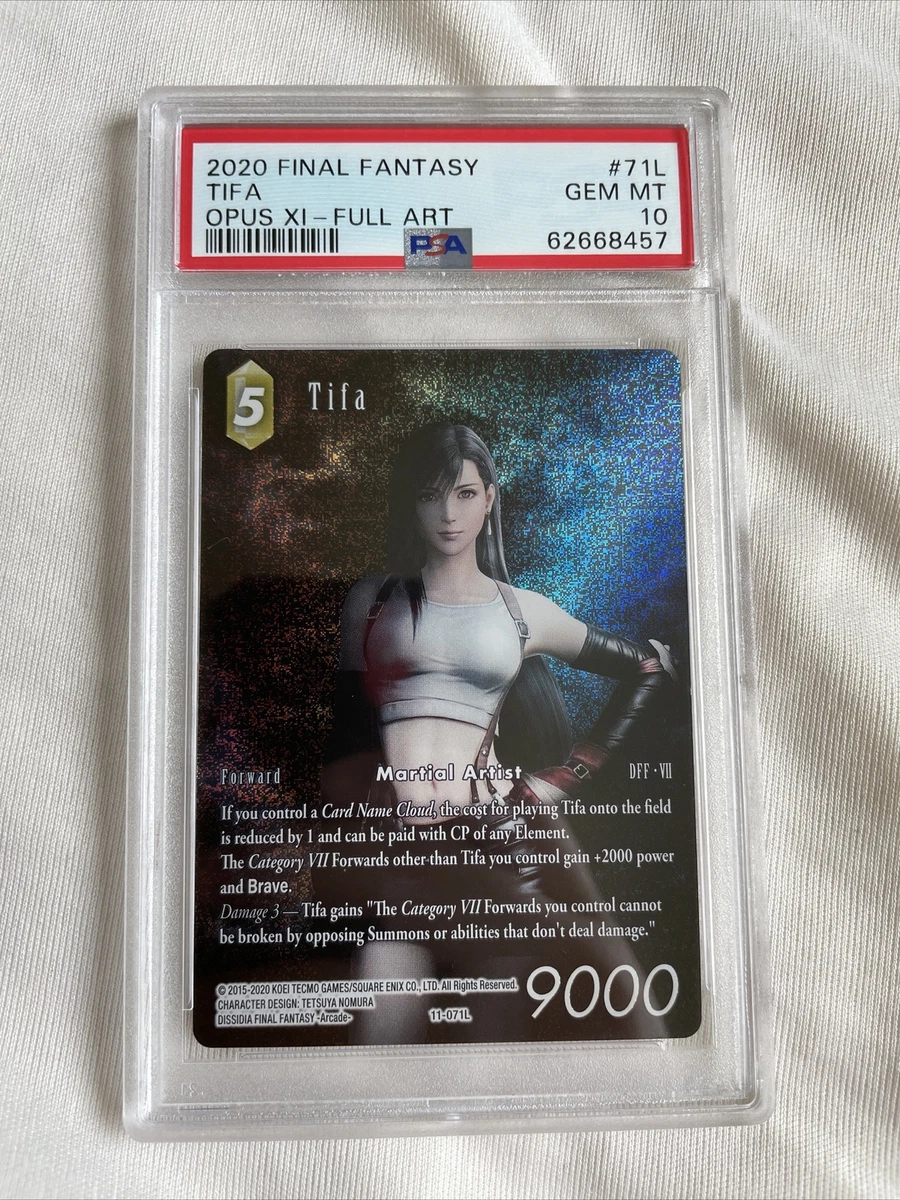 2020 FINAL FANTASY #71L
TIFA GEM MT
OPUS XI - FULL ART 10
PSA 62668457
5 Tifa
Forward Martial Artist DFF・VII
If you control a Card Name Cloud, the cost for playing Tifa onto the field
is reduced by 1 and can be paid with CP of any Element.
The Category VII Forwards other than Tifa you control gain +2000 power
and Brave.
Damage 3 — Tifa gains "The Category VII Forwards you control cannot
be broken by opposing Summons or abilities that don't deal damage."
© 2015-2020 KOEI TECMO GAMES/SQUARE ENIX CO., LTD. All Rights Reserved.
CHARACTER DESIGN: TETSUYA NOMURA
DISSIDIA FINAL FANTASY -Arcade- 11-071L 9000